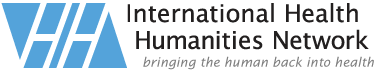 International Health
Humanities Network
bringing the human back into health